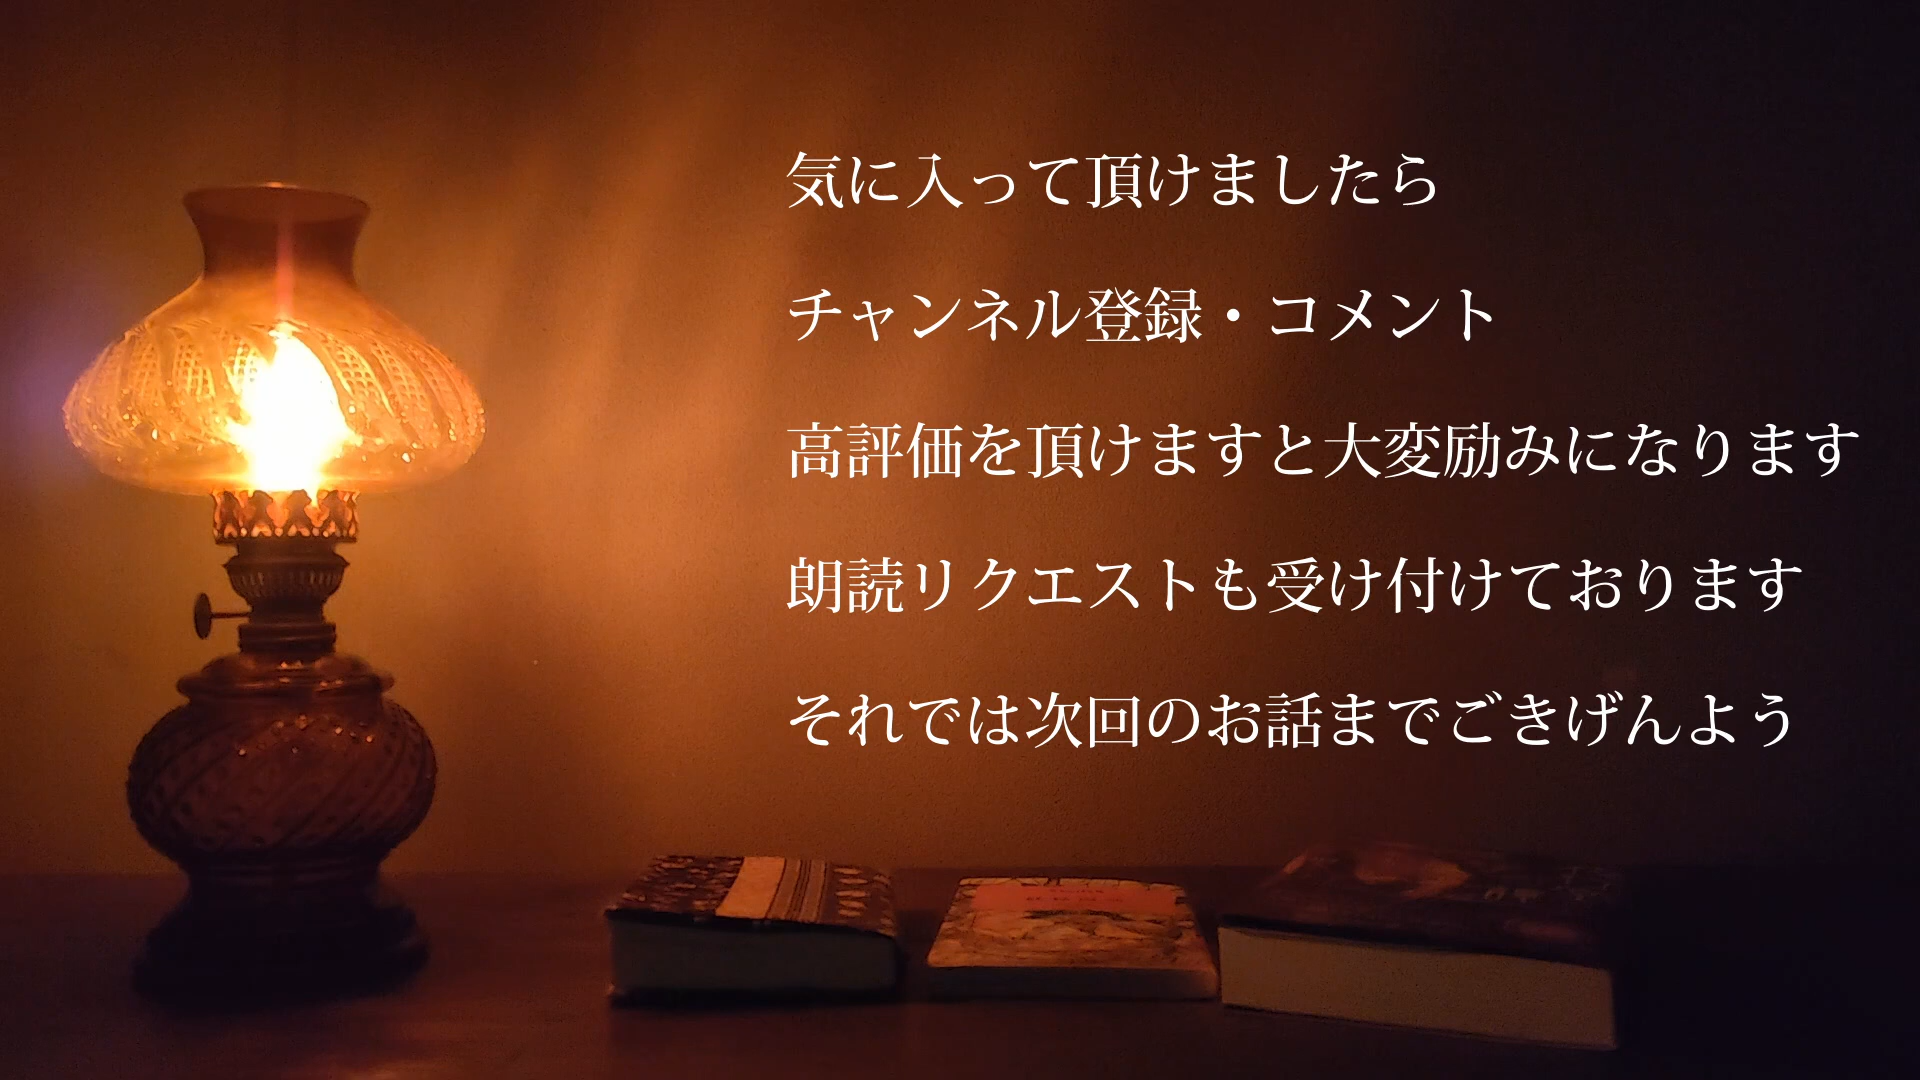 気に入って頂けましたら
チャンネル登録・コメント
高評価を頂けますと大変励みになります
朗読リクエストも受け付けております
それでは次回のお話までごきげんよう